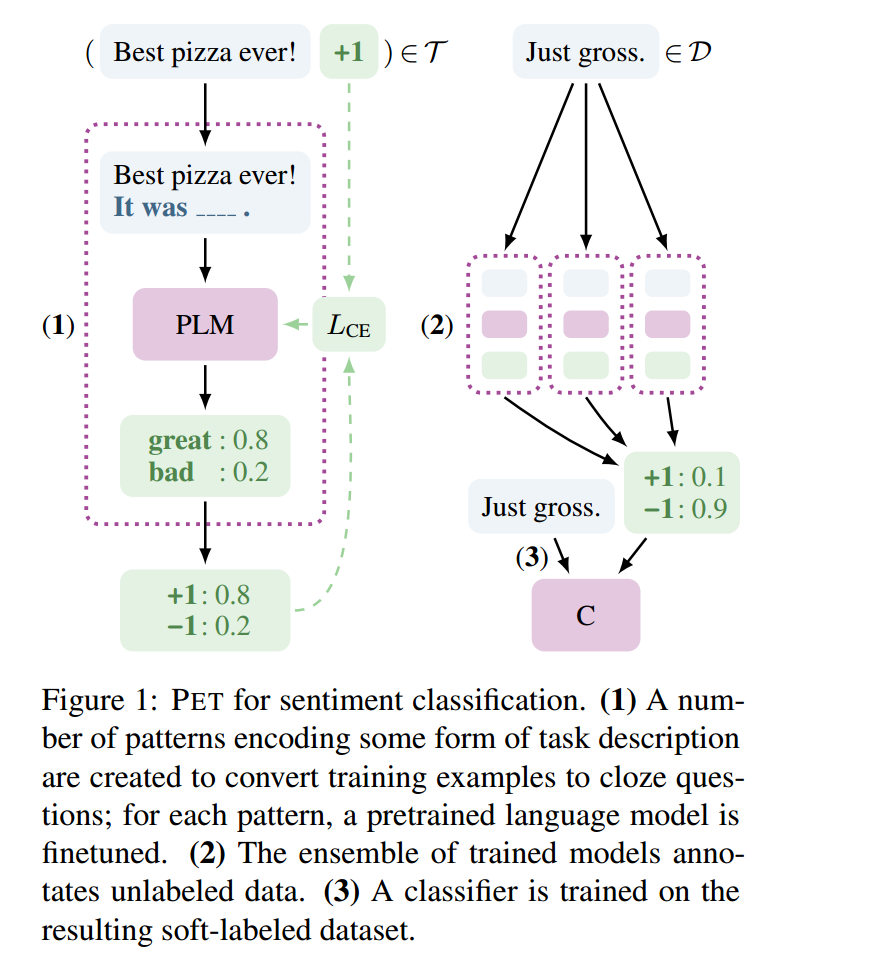 ( Best pizza ever! +1 ) ∈ 𝒯
Best pizza ever!
It was ____ .
(1)
PLM
L_CE
great : 0.8
bad : 0.2
+1 : 0.8
−1 : 0.2
Just gross. ∈ 𝒟
(2)
+1 : 0.1
−1 : 0.9
Just gross.
(3)
C
Figure 1: PET for sentiment classification. (1) A num-
ber of patterns encoding some form of task description
are created to convert training examples to cloze ques-
tions; for each pattern, a pretrained language model is
finetuned. (2) The ensemble of trained models anno-
tates unlabeled data. (3) A classifier is trained on the
resulting soft-labeled dataset.